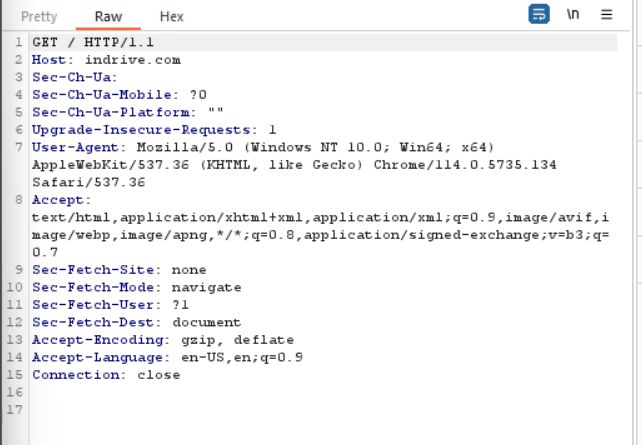 Pretty Raw Hex \n
1 GET / HTTP/1.1
2 Host: indrive.com
3 Sec-Ch-Ua:
4 Sec-Ch-Ua-Mobile: ?0
5 Sec-Ch-Ua-Platform: ""
6 Upgrade-Insecure-Requests: 1
7 User-Agent: Mozilla/5.0 (Windows NT 10.0; Win64; x64)
AppleWebKit/537.36 (KHTML, like Gecko) Chrome/114.0.5735.134
Safari/537.36
8 Accept:
text/html,application/xhtml+xml,application/xml;q=0.9,image/avif,i
mage/webp,image/apng,*/*;q=0.8,application/signed-exchange;v=b3;q=
0.7
9 Sec-Fetch-Site: none
10 Sec-Fetch-Mode: navigate
11 Sec-Fetch-User: ?1
12 Sec-Fetch-Dest: document
13 Accept-Encoding: gzip, deflate
14 Accept-Language: en-US,en;q=0.9
15 Connection: close
16
17